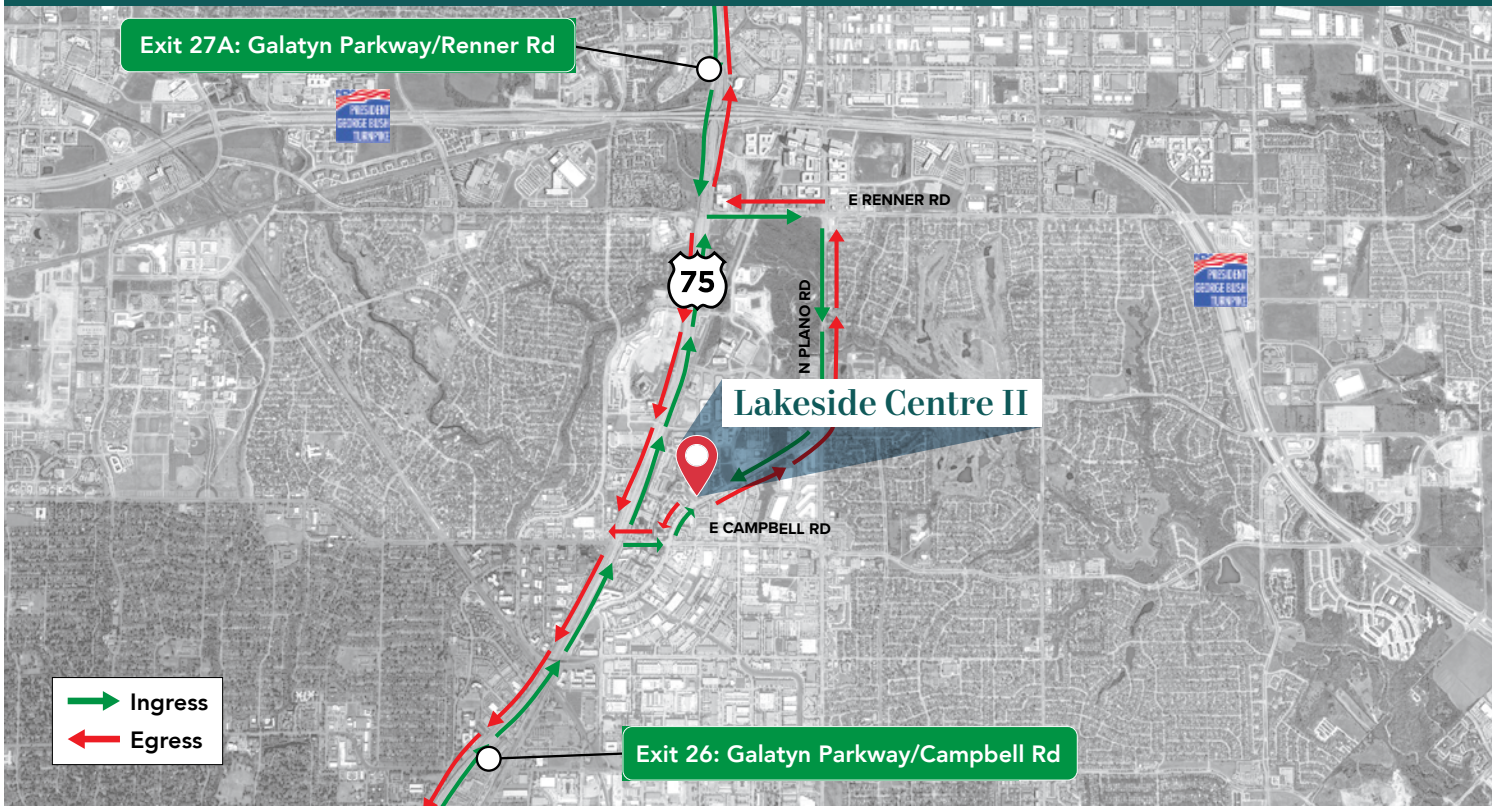 Exit 27A: Galatyn Parkway/Renner Rd
PRESIDENT
GEORGE BUSH
TURNPIKE
E RENNER RD
75
PRESIDENT
GEORGE BUSH
TURNPIKE
N PLANO RD
Lakeside Centre II
E CAMPBELL RD
Ingress
Egress
Exit 26: Galatyn Parkway/Campbell Rd